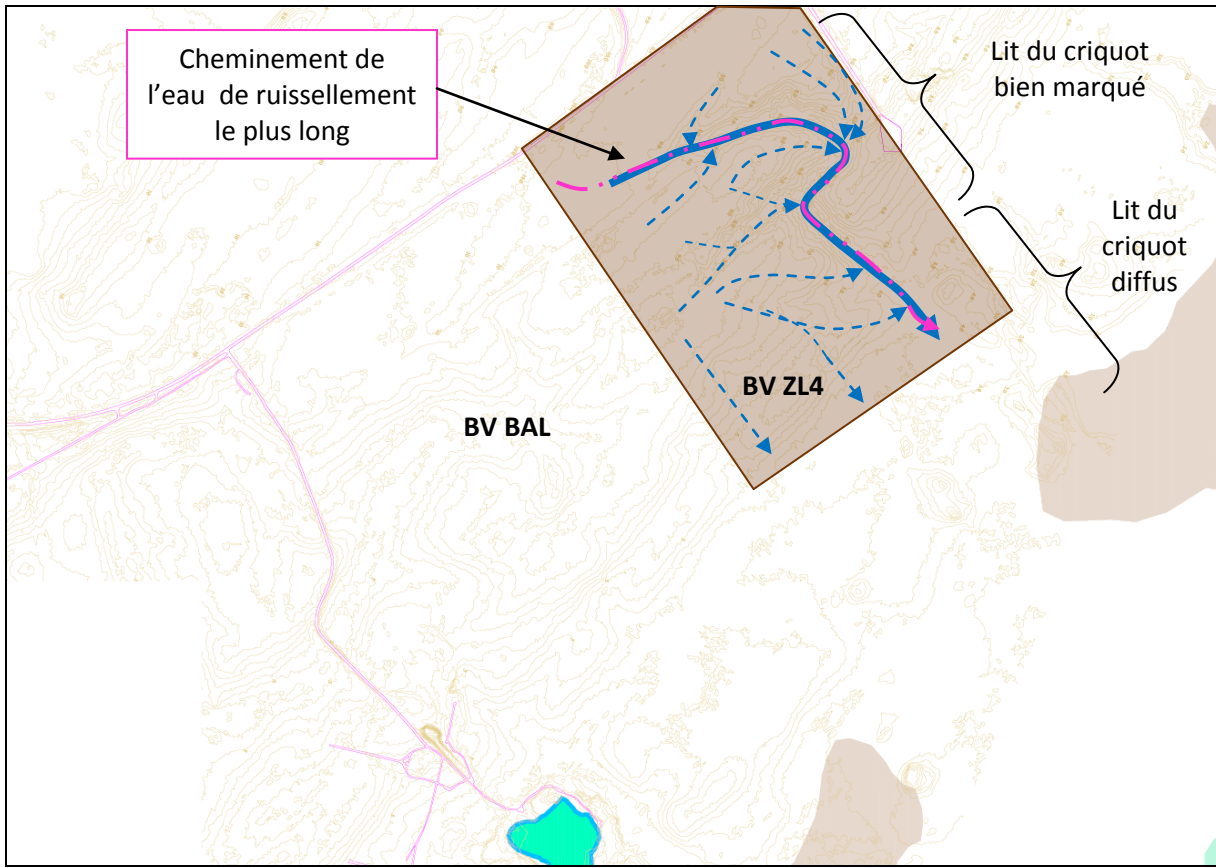 Cheminement de
l’eau  de ruissellement
le plus long
Lit du criquot
bien marqué
Lit du
criquot
diffus
BV ZL4
BV BAL